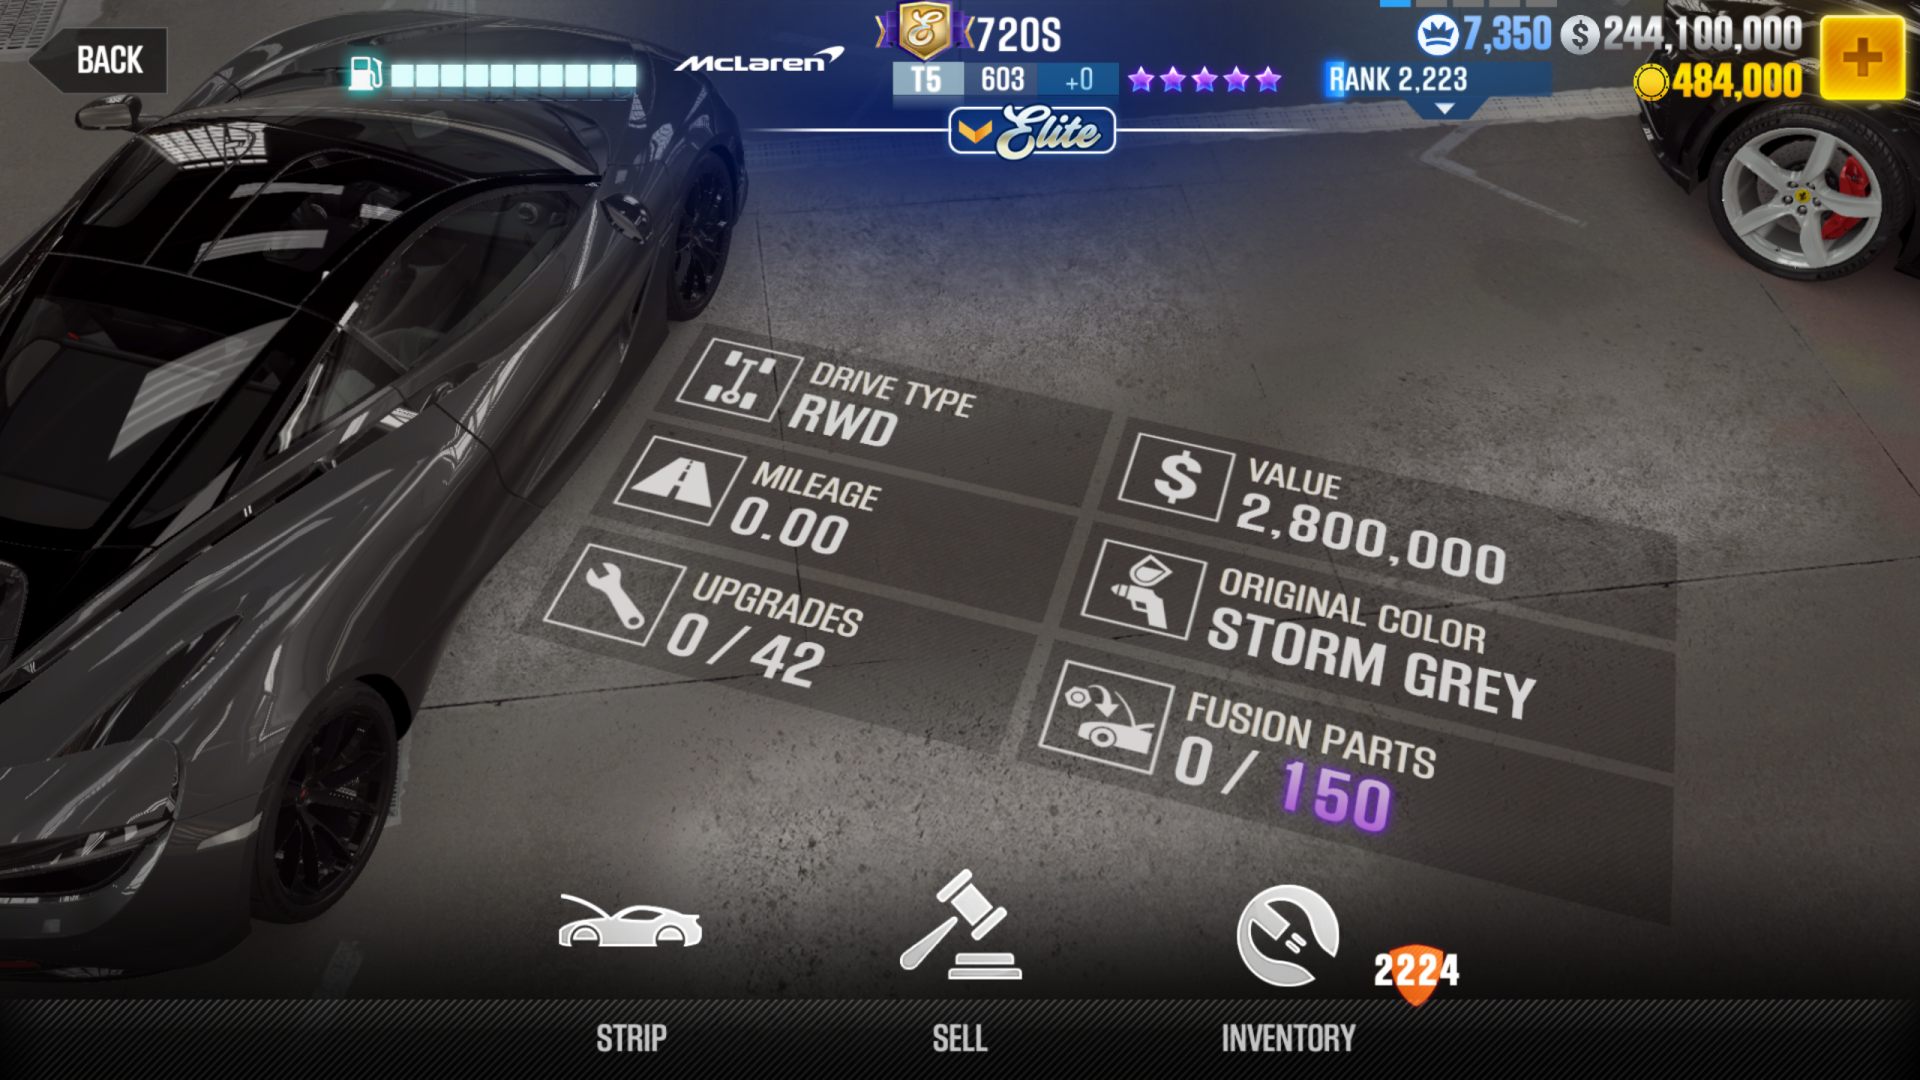 BACK
McLaren
720S
T5 603 +0
Elite
RANK 2,223
7,350
244,100,000
484,000
DRIVE TYPE
RWD
MILEAGE
0.00
UPGRADES
0 / 42
VALUE
2,800,000
ORIGINAL COLOR
STORM GREY
FUSION PARTS
0 / 150
STRIP
SELL
INVENTORY
2224